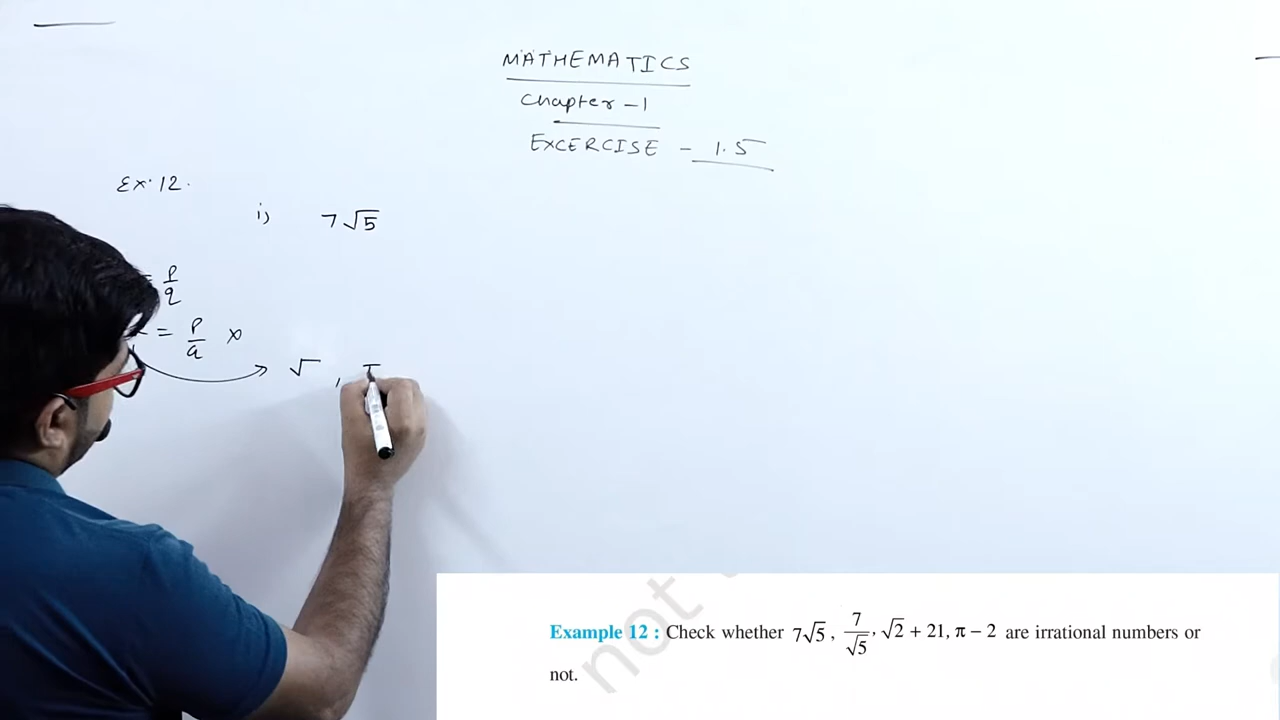 MATHEMATICS
Chapter - 1
EXCERCISE - 1.5
Ex. 12.
i) 7√5
= p/q
= p/q x
√ ,
not
Example 12 : Check whether 7√5 , 7/√5 , √2 + 21, π – 2 are irrational numbers or
not.